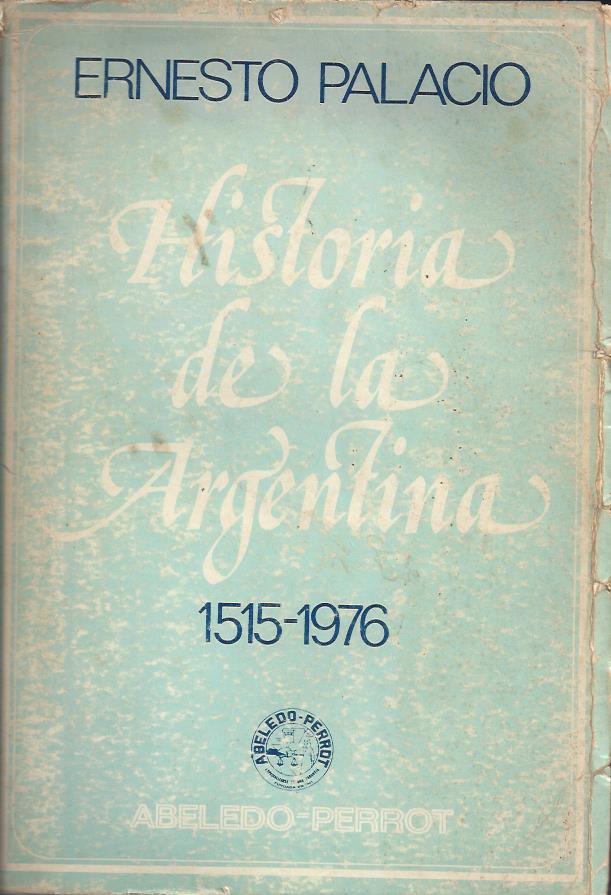 ERNESTO PALACIO
Historia
de la
Argentina
1515-1976
ABELEDO-PERROT
ABELEDO-PERROT